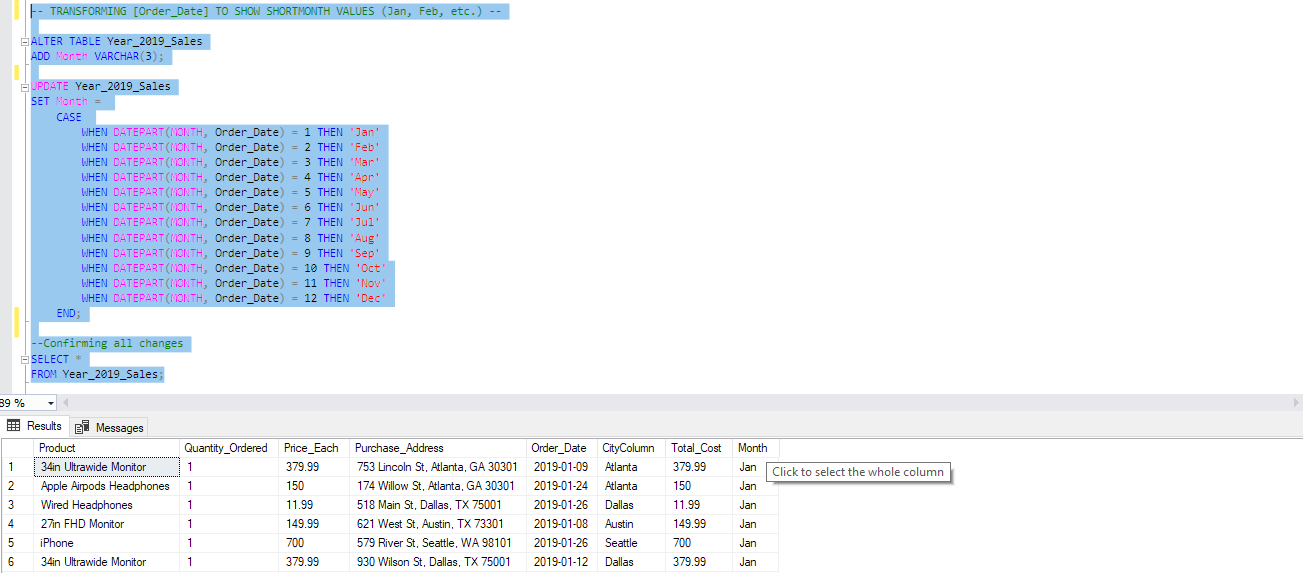 -- TRANSFORMING [Order_Date] TO SHOW SHORTMONTH VALUES (Jan, Feb, etc.) --
ALTER TABLE Year_2019_Sales
ADD Month VARCHAR(3);
UPDATE Year_2019_Sales
SET Month =
CASE
WHEN DATEPART(MONTH, Order_Date) = 1 THEN 'Jan'
WHEN DATEPART(MONTH, Order_Date) = 2 THEN 'Feb'
WHEN DATEPART(MONTH, Order_Date) = 3 THEN 'Mar'
WHEN DATEPART(MONTH, Order_Date) = 4 THEN 'Apr'
WHEN DATEPART(MONTH, Order_Date) = 5 THEN 'May'
WHEN DATEPART(MONTH, Order_Date) = 6 THEN 'Jun'
WHEN DATEPART(MONTH, Order_Date) = 7 THEN 'Jul'
WHEN DATEPART(MONTH, Order_Date) = 8 THEN 'Aug'
WHEN DATEPART(MONTH, Order_Date) = 9 THEN 'Sep'
WHEN DATEPART(MONTH, Order_Date) = 10 THEN 'Oct'
WHEN DATEPART(MONTH, Order_Date) = 11 THEN 'Nov'
WHEN DATEPART(MONTH, Order_Date) = 12 THEN 'Dec'
END;
--Confirming all changes
SELECT *
FROM Year_2019_Sales;
89 %
Results Messages
Product Quantity_Ordered Price_Each Purchase_Address Order_Date CityColumn Total_Cost Month
1 34in Ultrawide Monitor 1 379.99 753 Lincoln St, Atlanta, GA 30301 2019-01-09 Atlanta 379.99 Jan
Click to select the whole column
2 Apple Airpods Headphones 1 150 174 Willow St, Atlanta, GA 30301 2019-01-24 Atlanta 150 Jan
3 Wired Headphones 1 11.99 518 Main St, Dallas, TX 75001 2019-01-26 Dallas 11.99 Jan
4 27in FHD Monitor 1 149.99 621 West St, Austin, TX 73301 2019-01-08 Austin 149.99 Jan
5 iPhone 1 700 579 River St, Seattle, WA 98101 2019-01-26 Seattle 700 Jan
6 34in Ultrawide Monitor 1 379.99 930 Wilson St, Dallas, TX 75001 2019-01-12 Dallas 379.99 Jan